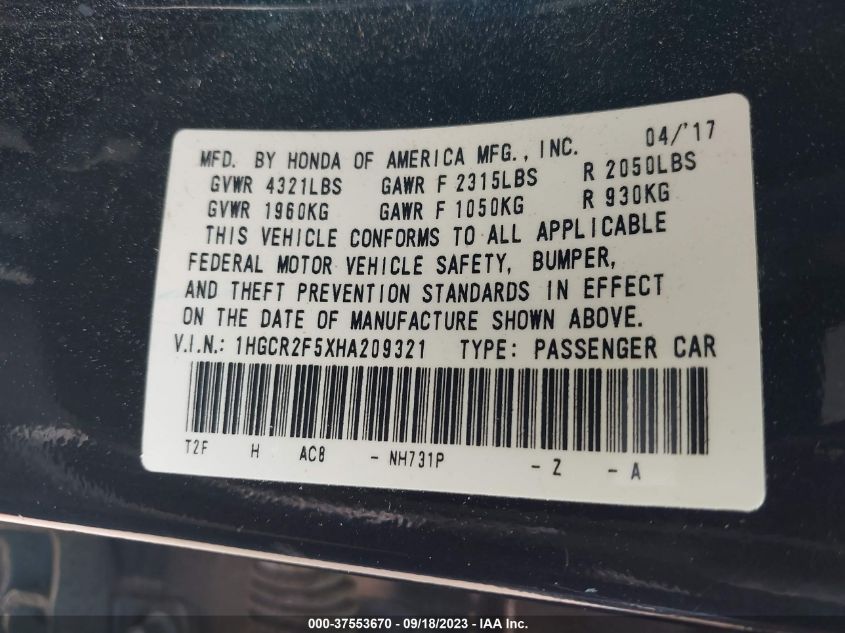 04/'17
MFD. BY HONDA OF AMERICA MFG., INC.
GVWR 4321LBS GAWR F 2315LBS R 2050LBS
GVWR 1960KG GAWR F 1050KG R 930KG
THIS VEHICLE CONFORMS TO ALL APPLICABLE
FEDERAL MOTOR VEHICLE SAFETY, BUMPER,
AND THEFT PREVENTION STANDARDS IN EFFECT
ON THE DATE OF MANUFACTURE SHOWN ABOVE.
V.I.N.: 1HGCR2F5XHA209321 TYPE: PASSENGER CAR
T2F H AC8 - NH731P - Z - A
000-37553670 - 09/18/2023 - IAA Inc.